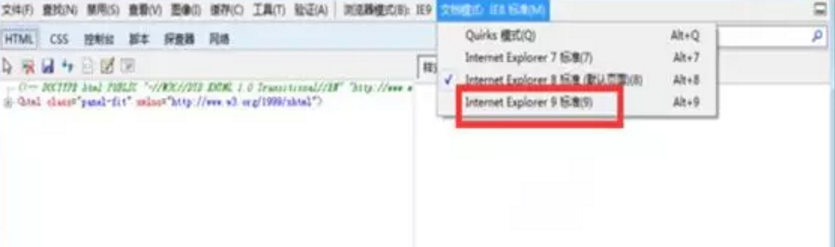 文件(F) 查找(N) 禁用(S) 查看(V) 图像(I) 缓存(C) 工具(T) 验证(A) 浏览器模式(B): IE9 文档模式: IE8 标准(M)
HTML CSS 控制台 脚本 探查器 网络
Quirks 模式(Q) Alt+Q
Internet Explorer 7 标准(7) Alt+7
Internet Explorer 8 标准 (默认页面)(8) Alt+8
Internet Explorer 9 标准(9) Alt+9
<!-- DOCTYPE html PUBLIC "-//W3C//DTD XHTML 1.0 Transitional//EN" "http://www.w
<html class="panel-fit" xmlns="http://www.w3.org/1999/xhtml">